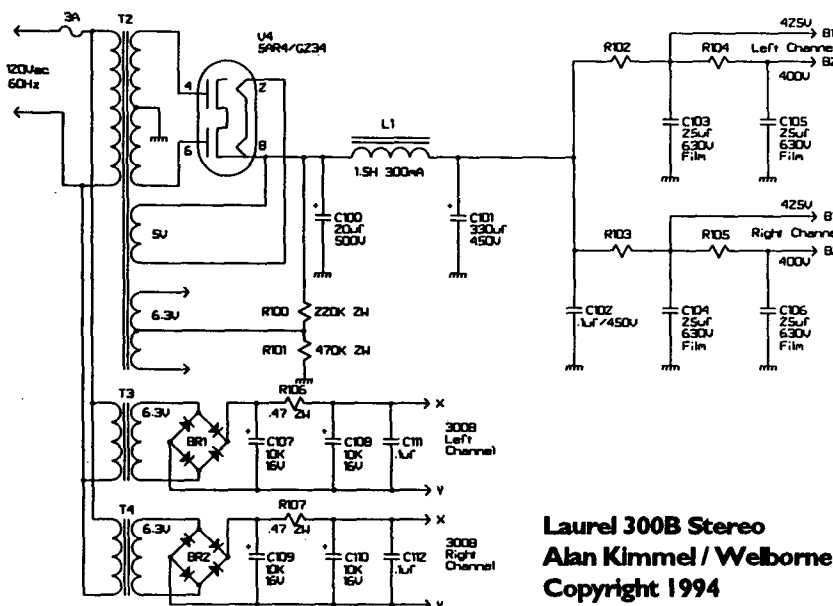 3A
T2
120Vac
60Hz
V4
5AR4/GZ34
4
2
6
8
5V
6.3V
L1
1.5H 300mA
+
C100
20uf
500V
+
C101
330uf
450V
R100
220K 2W
R101
470K 2W
R102
R104
425V
B1
Left Channel
B2
400V
C103
25uf
630V
Film
C105
25uf
630V
Film
R103
R105
425V
B1
Right Channel
400V
C102
.1uf/450V
C104
25uf
630V
Film
C106
25uf
630V
Film
T3
6.3V
BR1
R106
.47 2W
+
C107
10K
16V
+
C108
10K
16V
C111
.1uf
X
300B
Left
Channel
Y
T4
6.3V
BR2
R107
.47 2W
+
C109
10K
16V
+
C110
10K
16V
C112
.1uf
X
300B
Right
Channel
Y
Laurel 300B Stereo
Alan Kimmel / Welborne
Copyright 1994